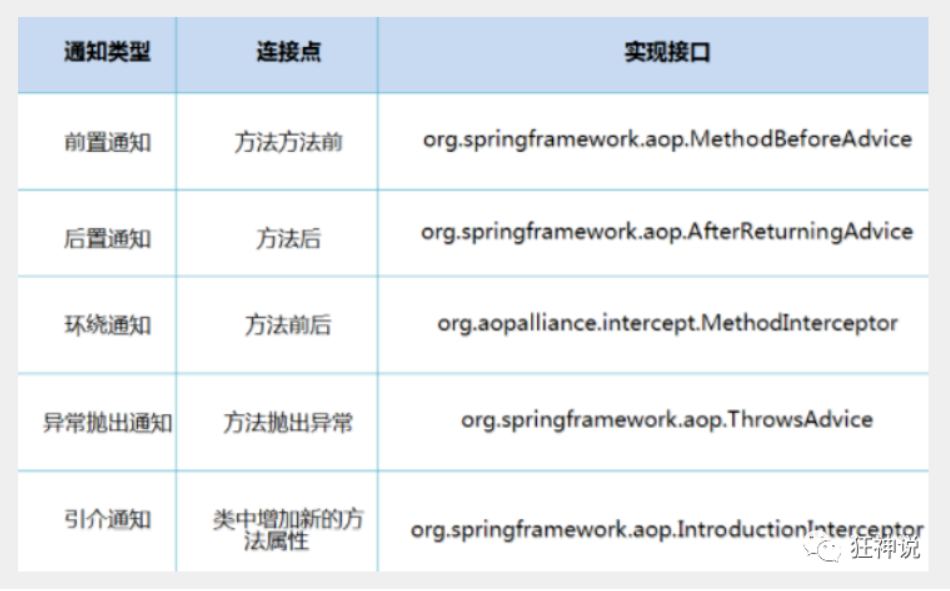 通知类型 连接点 实现接口
前置通知 方法方法前 org.springframework.aop.MethodBeforeAdvice
后置通知 方法后 org.springframework.aop.AfterReturningAdvice
环绕通知 方法前后 org.aopalliance.intercept.MethodInterceptor
异常抛出通知 方法抛出异常 org.springframework.aop.ThrowsAdvice
引介通知 类中增加新的方
法属性 org.springframework.aop.IntroductionInterceptor
狂神说